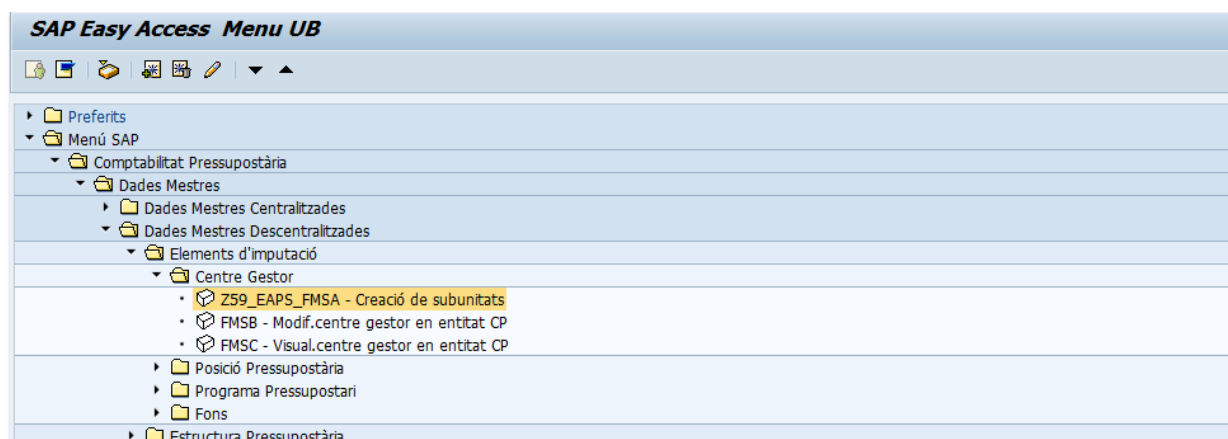 SAP Easy Access Menu UB
Preferits
Menú SAP
Comptabilitat Pressupostària
Dades Mestres
Dades Mestres Centralitzades
Dades Mestres Descentralitzades
Elements d'imputació
Centre Gestor
Z59_EAPS_FMSA - Creació de subunitats
FMSB - Modif.centre gestor en entitat CP
FMSC - Visual.centre gestor en entitat CP
Posició Pressupostària
Programa Pressupostari
Fons
Estructura Pressupostària